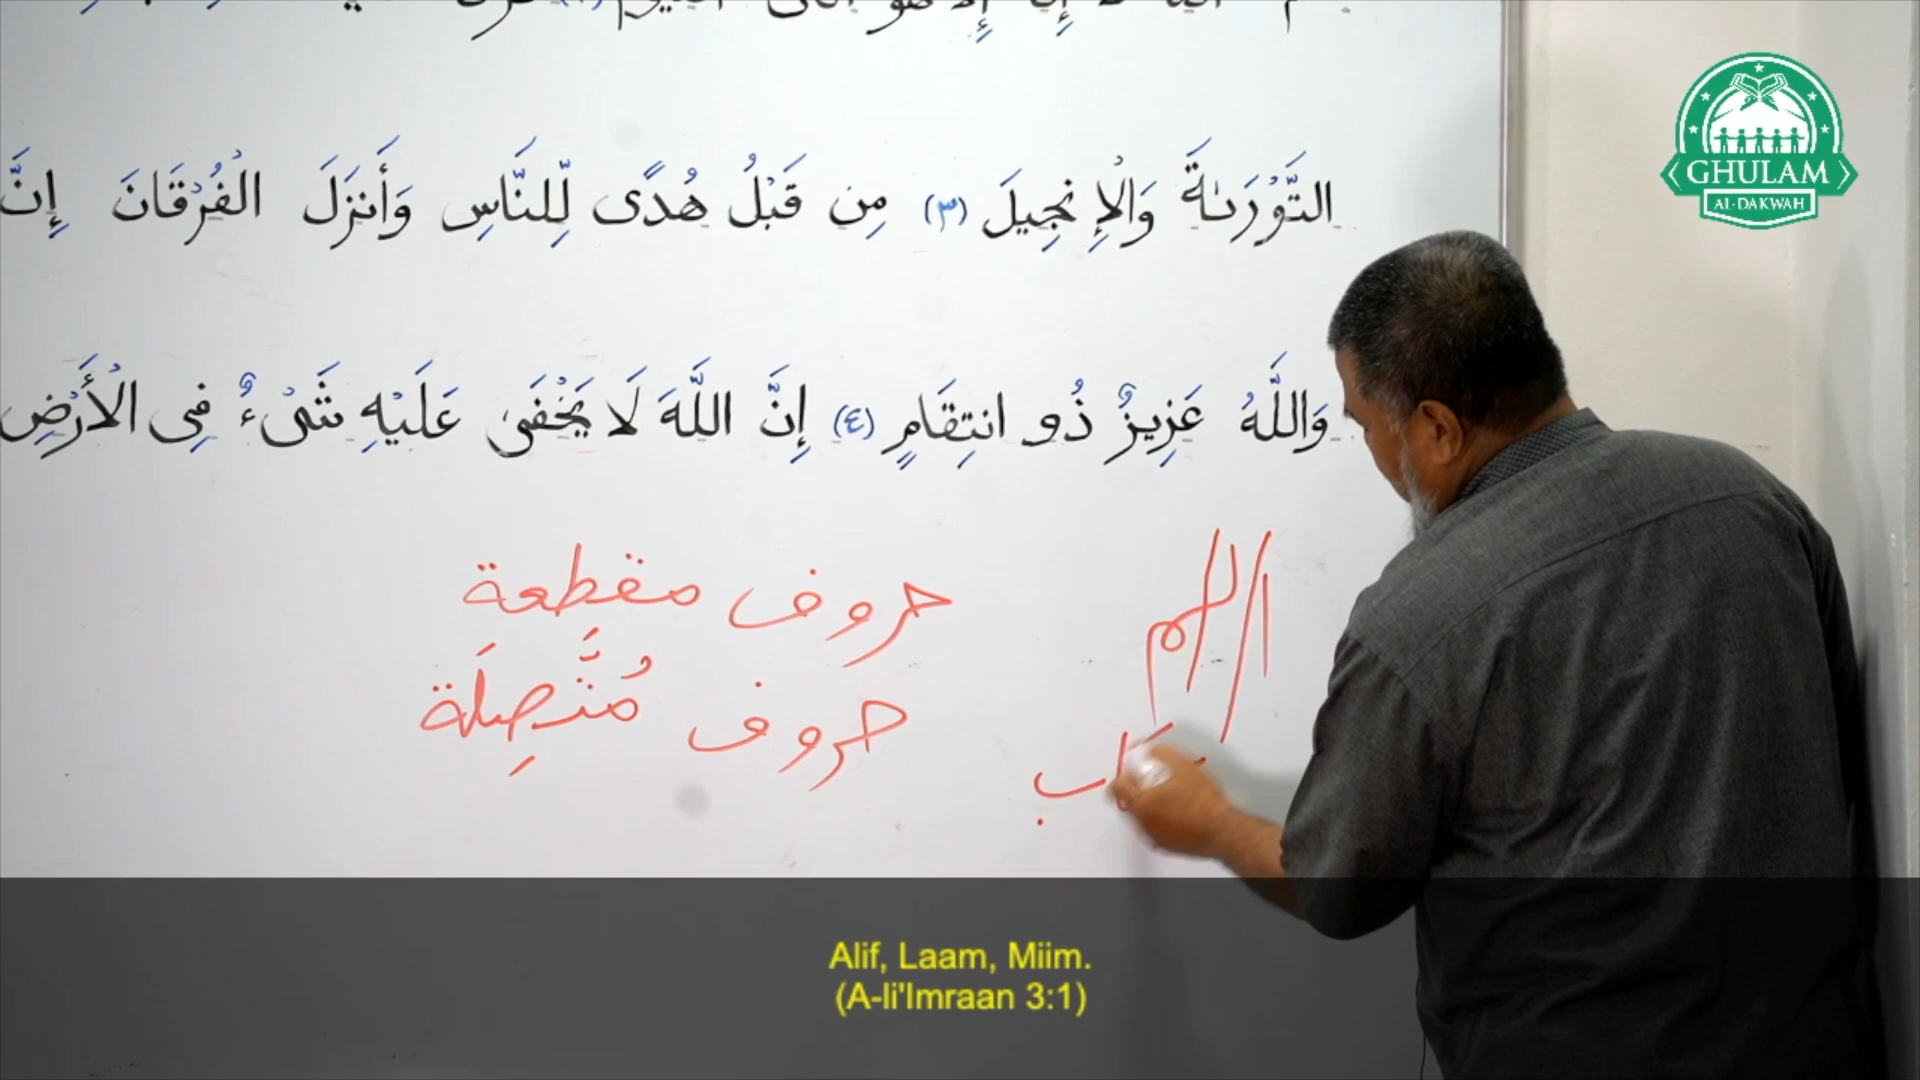 إِلَّا هُوَ
التَّوْرَىٰةَ وَالْإِنجِيلَ (٣) مِن قَبْلُ هُدًى لِّلنَّاسِ وَأَنزَلَ الْفُرْقَانَ إِنَّ
وَاللَّهُ عَزِيزٌ ذُو انتِقَامٍ (٤) إِنَّ اللَّهَ لَا يَخْفَىٰ عَلَيْهِ شَىْءٌ فِى الْأَرْضِ
حروف مقطعة
حروف مُتَّصِلَة
GHULAM
Al-DAKWAH
Alif, Laam, Miim.
(A-li'Imraan 3:1)